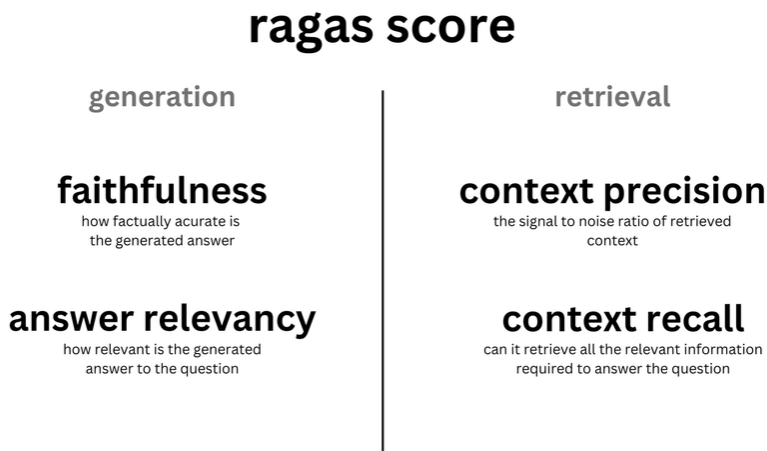 ragas score
generation
faithfulness
how factually acurate is
the generated answer
answer relevancy
how relevant is the generated
answer to the question
retrieval
context precision
the signal to noise ratio of retrieved
context
context recall
can it retrieve all the relevant information
required to answer the question